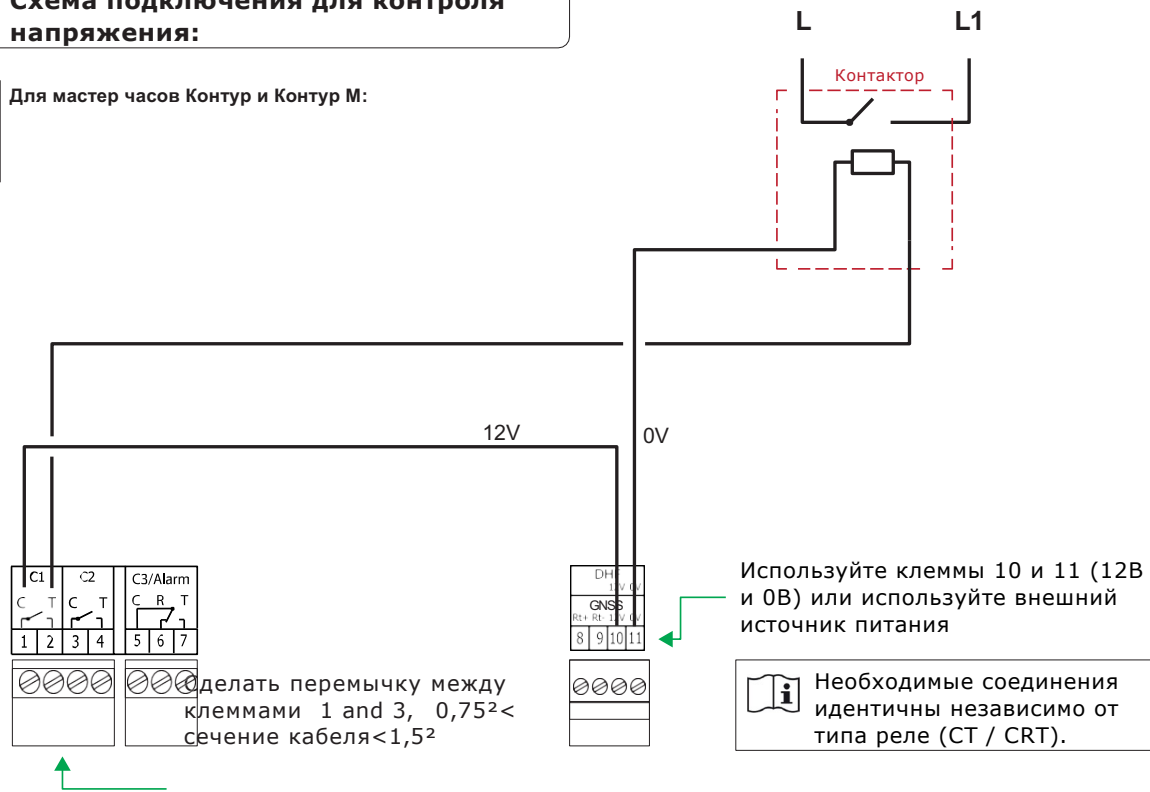 Схема подключения для контроля
напряжения:
L L1
Контактор
Для мастер часов Контур и Контур М:
12V
0V
C1 C2 C3/Alarm
C T C T C R T
1 2 3 4 5 6 7
DHF
12V 0V
GNSS
Rt+ Rt- 12V 0V
8 9 10 11
Используйте клеммы 10 и 11 (12В
и 0В) или используйте внешний
источник питания
Сделать перемычку между
клеммами 1 and 3, 0,75²<
сечение кабеля<1,5²
i
Необходимые соединения
идентичны независимо от
типа реле (CT / CRT).